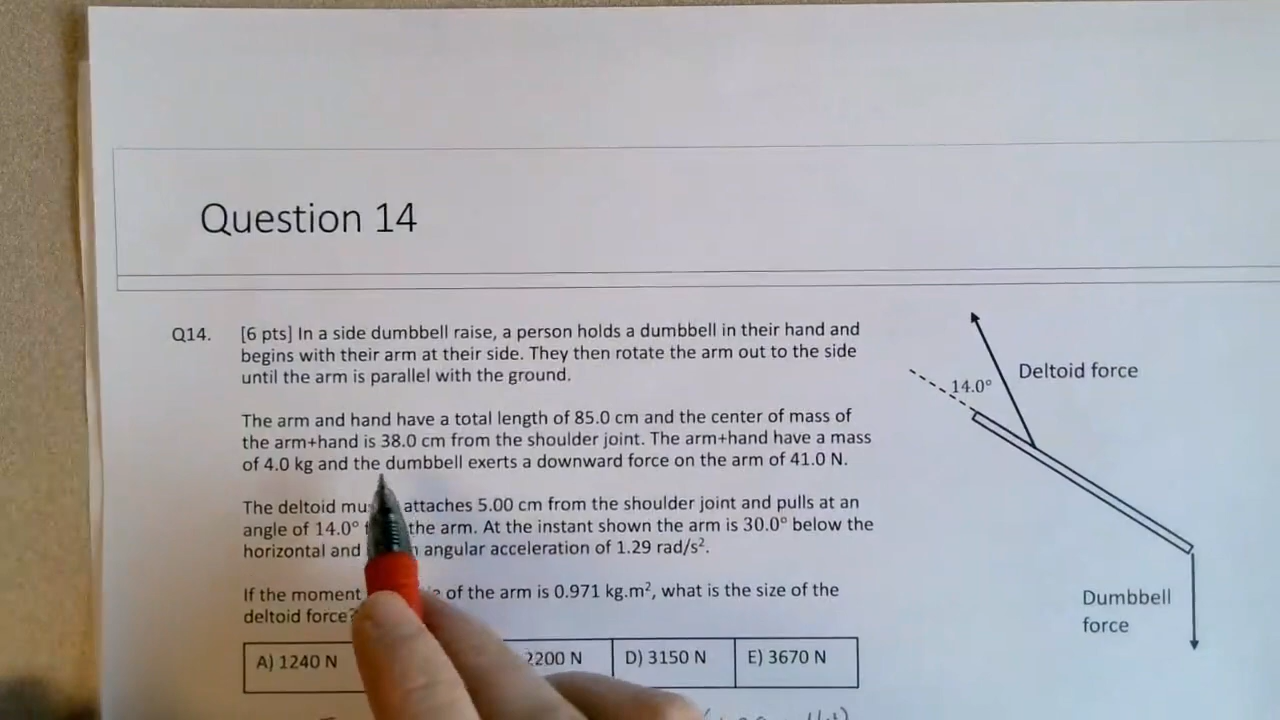 Question 14
Q14. [6 pts] In a side dumbbell raise, a person holds a dumbbell in their hand and
begins with their arm at their side. They then rotate the arm out to the side
until the arm is parallel with the ground.
The arm and hand have a total length of 85.0 cm and the center of mass of
the arm+hand is 38.0 cm from the shoulder joint. The arm+hand have a mass
of 4.0 kg and the dumbbell exerts a downward force on the arm of 41.0 N.
The deltoid attaches 5.00 cm from the shoulder joint and pulls at an
angle of 14.0° the arm. At the instant shown the arm is 30.0° below the
horizontal and angular acceleration of 1.29 rad/s².
If the moment of the arm is 0.971 kg.m², what is the size of the
deltoid force?
A) 1240 N 2200 N D) 3150 N E) 3670 N
14.0°
Deltoid force
Dumbbell
force